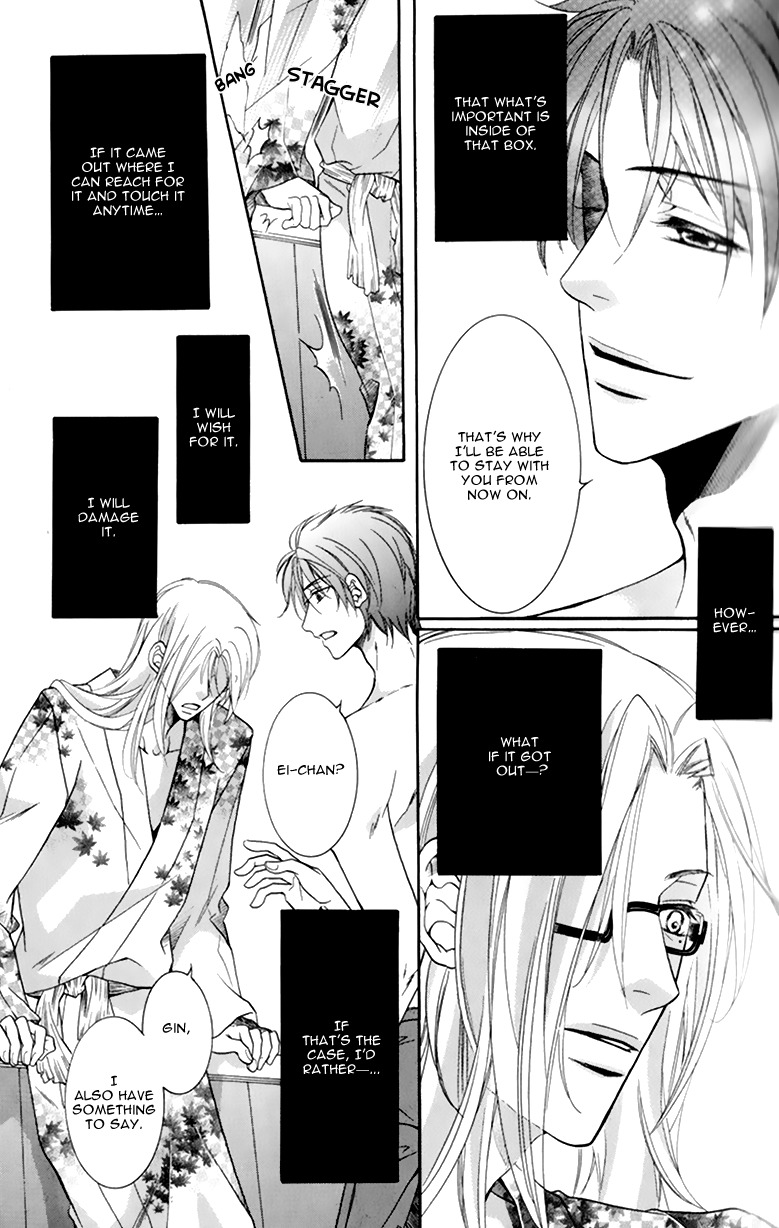 THAT WHAT'S
IMPORTANT IS
INSIDE OF
THAT BOX.
THAT'S WHY
I'LL BE ABLE
TO STAY WITH
YOU FROM
NOW ON.
HOW-
EVER...
WHAT
IF IT GOT
OUT—?
STAGGER
BANG
IF IT CAME
OUT WHERE I
CAN REACH FOR
IT AND TOUCH IT
ANYTIME...
I WILL
WISH
FOR IT.
I WILL
DAMAGE
IT.
EI-CHAN?
IF
THAT'S THE
CASE, I'D
RATHER—...
GIN,
I
ALSO HAVE
SOMETHING
TO SAY.